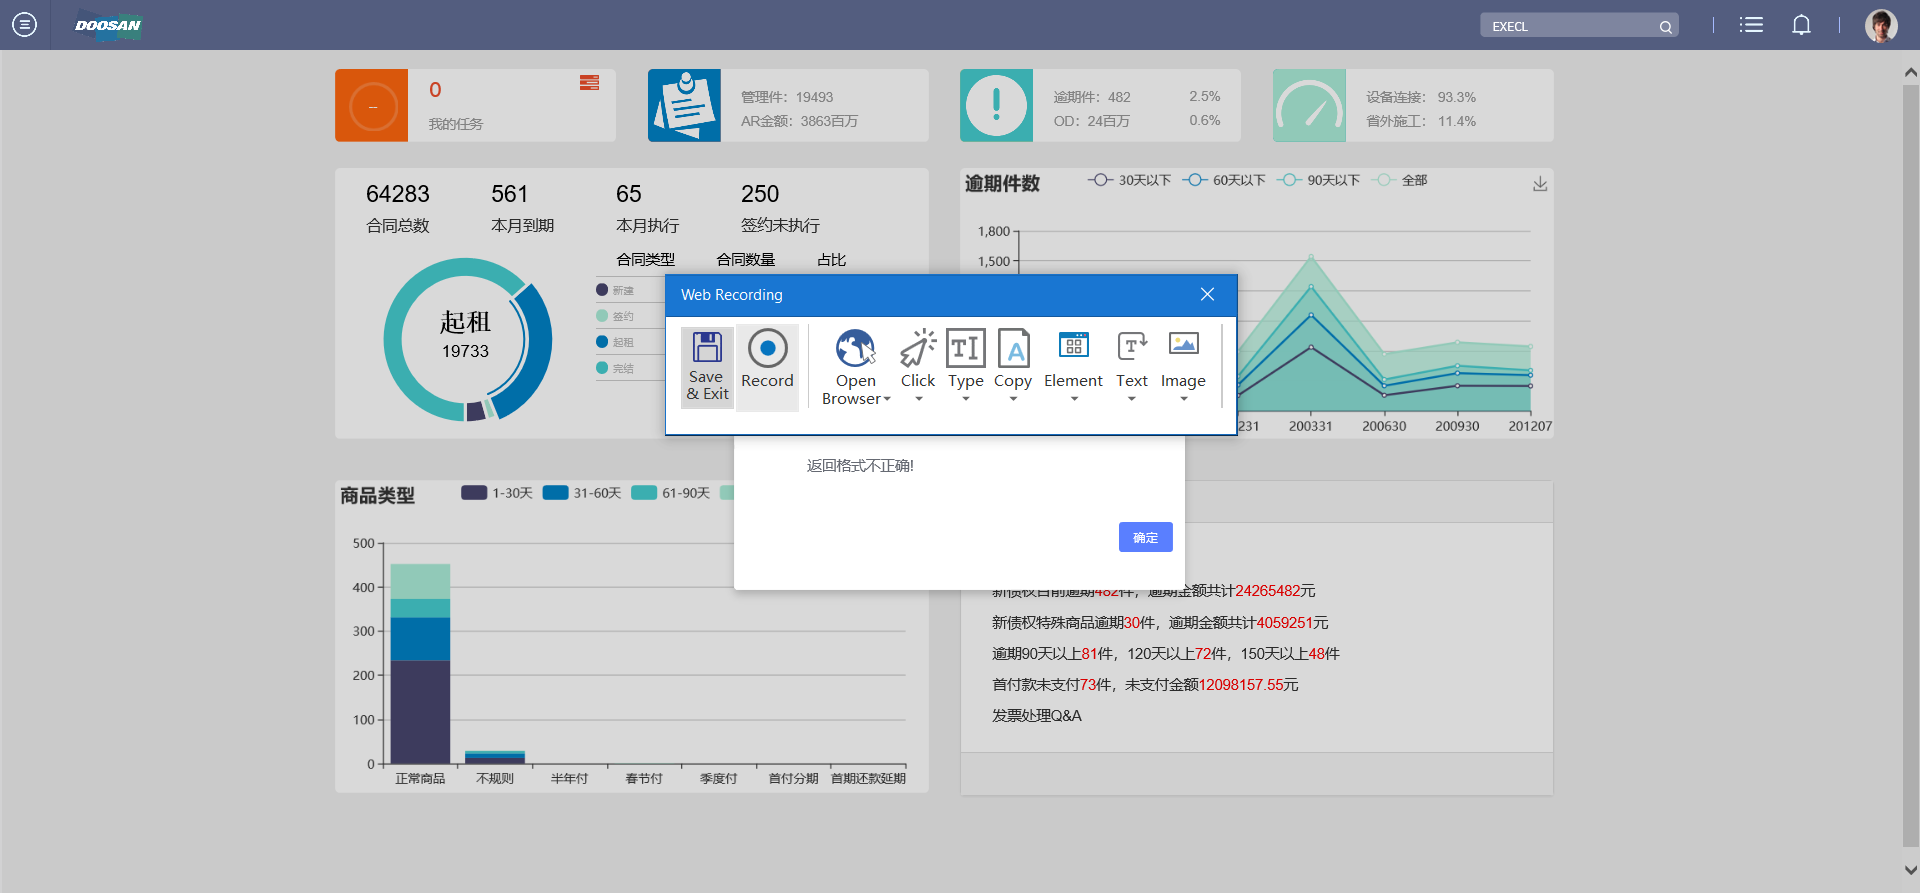 DOOSAN
EXECL
--
0
我的任务
管理件：19493
AR金额：3863百万
逾期件：482 2.5%
OD：24百万 0.6%
设备连接： 93.3%
省外施工： 11.4%
64283 561 65 250
合同总数 本月到期 本月执行 签约未执行
合同类型 合同数量 占比
新建
签约
起租
完结
起租
19733
逾期件数 30天以下 60天以下 90天以下 全部
1,800
1,500
231 200331 200630 200930 201207
Web Recording
Save & Exit
Record
Open Browser
Click
Type
Copy
Element
Text
Image
返回格式不正确!
确定
商品类型 1-30天 31-60天 61-90天
500
400
300
200
100
0
正常商品 不规则 半年付 春节付 季度付 首付分期 首期还款延期
新债权目前逾期482件，逾期金额共计24265482元
新债权特殊商品逾期30件，逾期金额共计4059251元
逾期90天以上81件，120天以上72件，150天以上48件
首付款未支付73件，未支付金额12098157.55元
发票处理Q&A